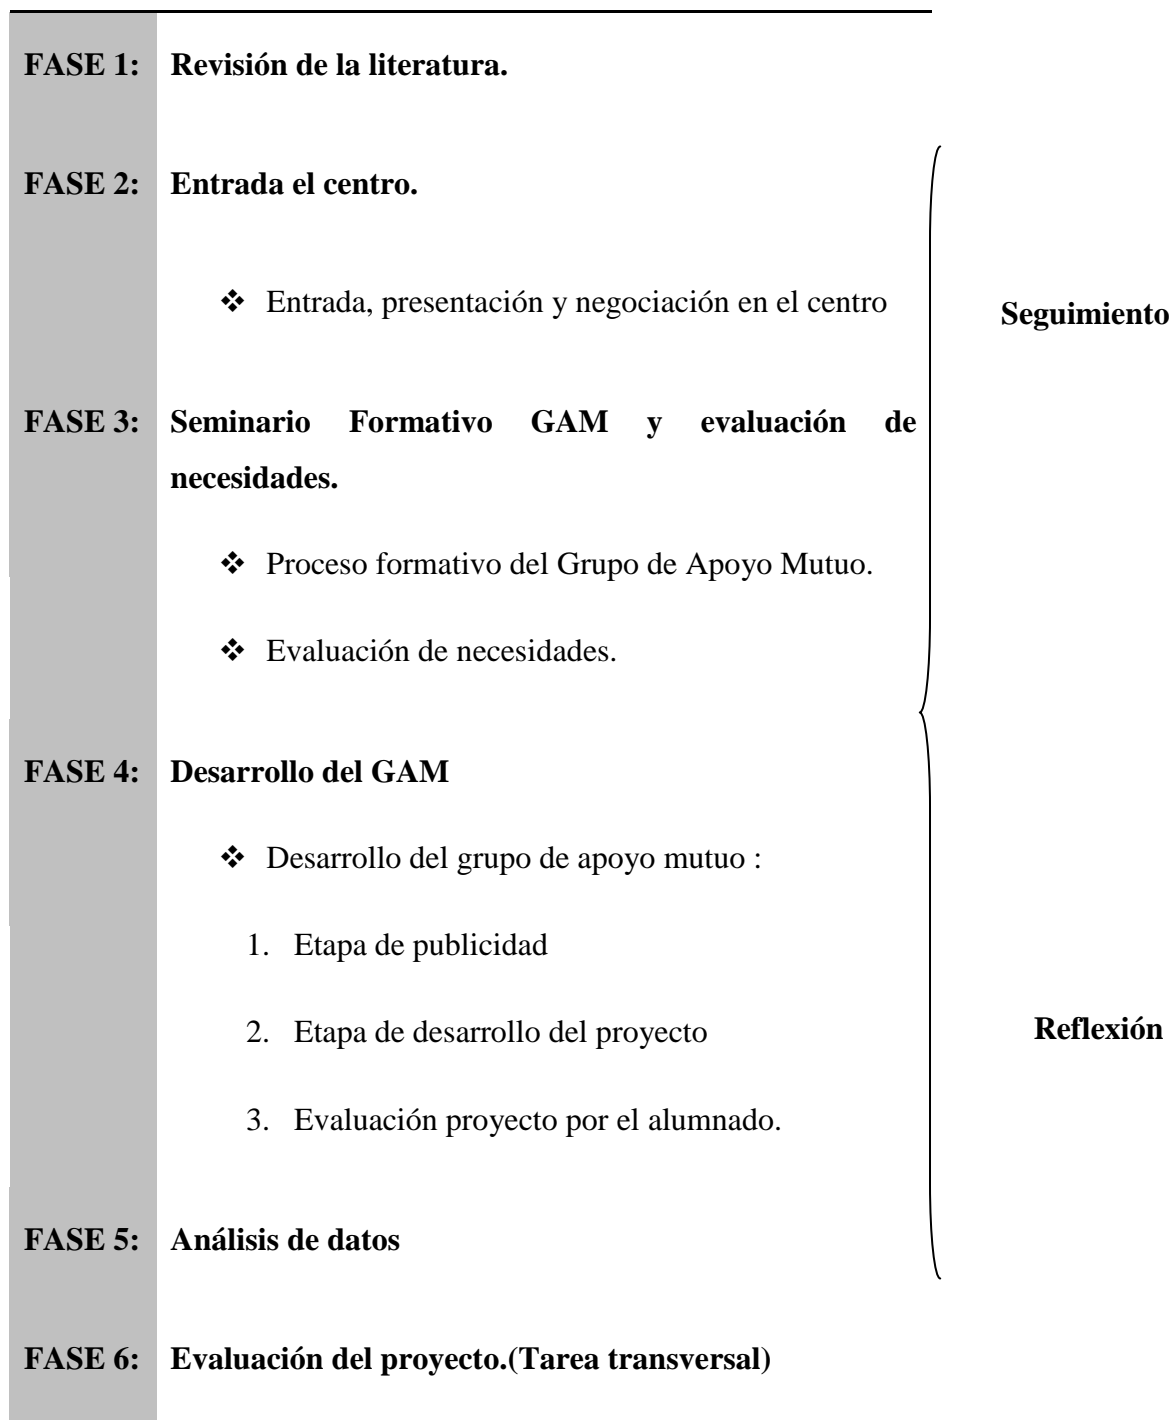 FASE 1: Revisión de la literatura.
FASE 2: Entrada el centro.
❖ Entrada, presentación y negociación en el centro
Seguimiento
FASE 3: Seminario Formativo GAM y evaluación de
necesidades.
❖ Proceso formativo del Grupo de Apoyo Mutuo.
❖ Evaluación de necesidades.
FASE 4: Desarrollo del GAM
❖ Desarrollo del grupo de apoyo mutuo :
1. Etapa de publicidad
2. Etapa de desarrollo del proyecto
Reflexión
3. Evaluación proyecto por el alumnado.
FASE 5: Análisis de datos
FASE 6: Evaluación del proyecto.(Tarea transversal)